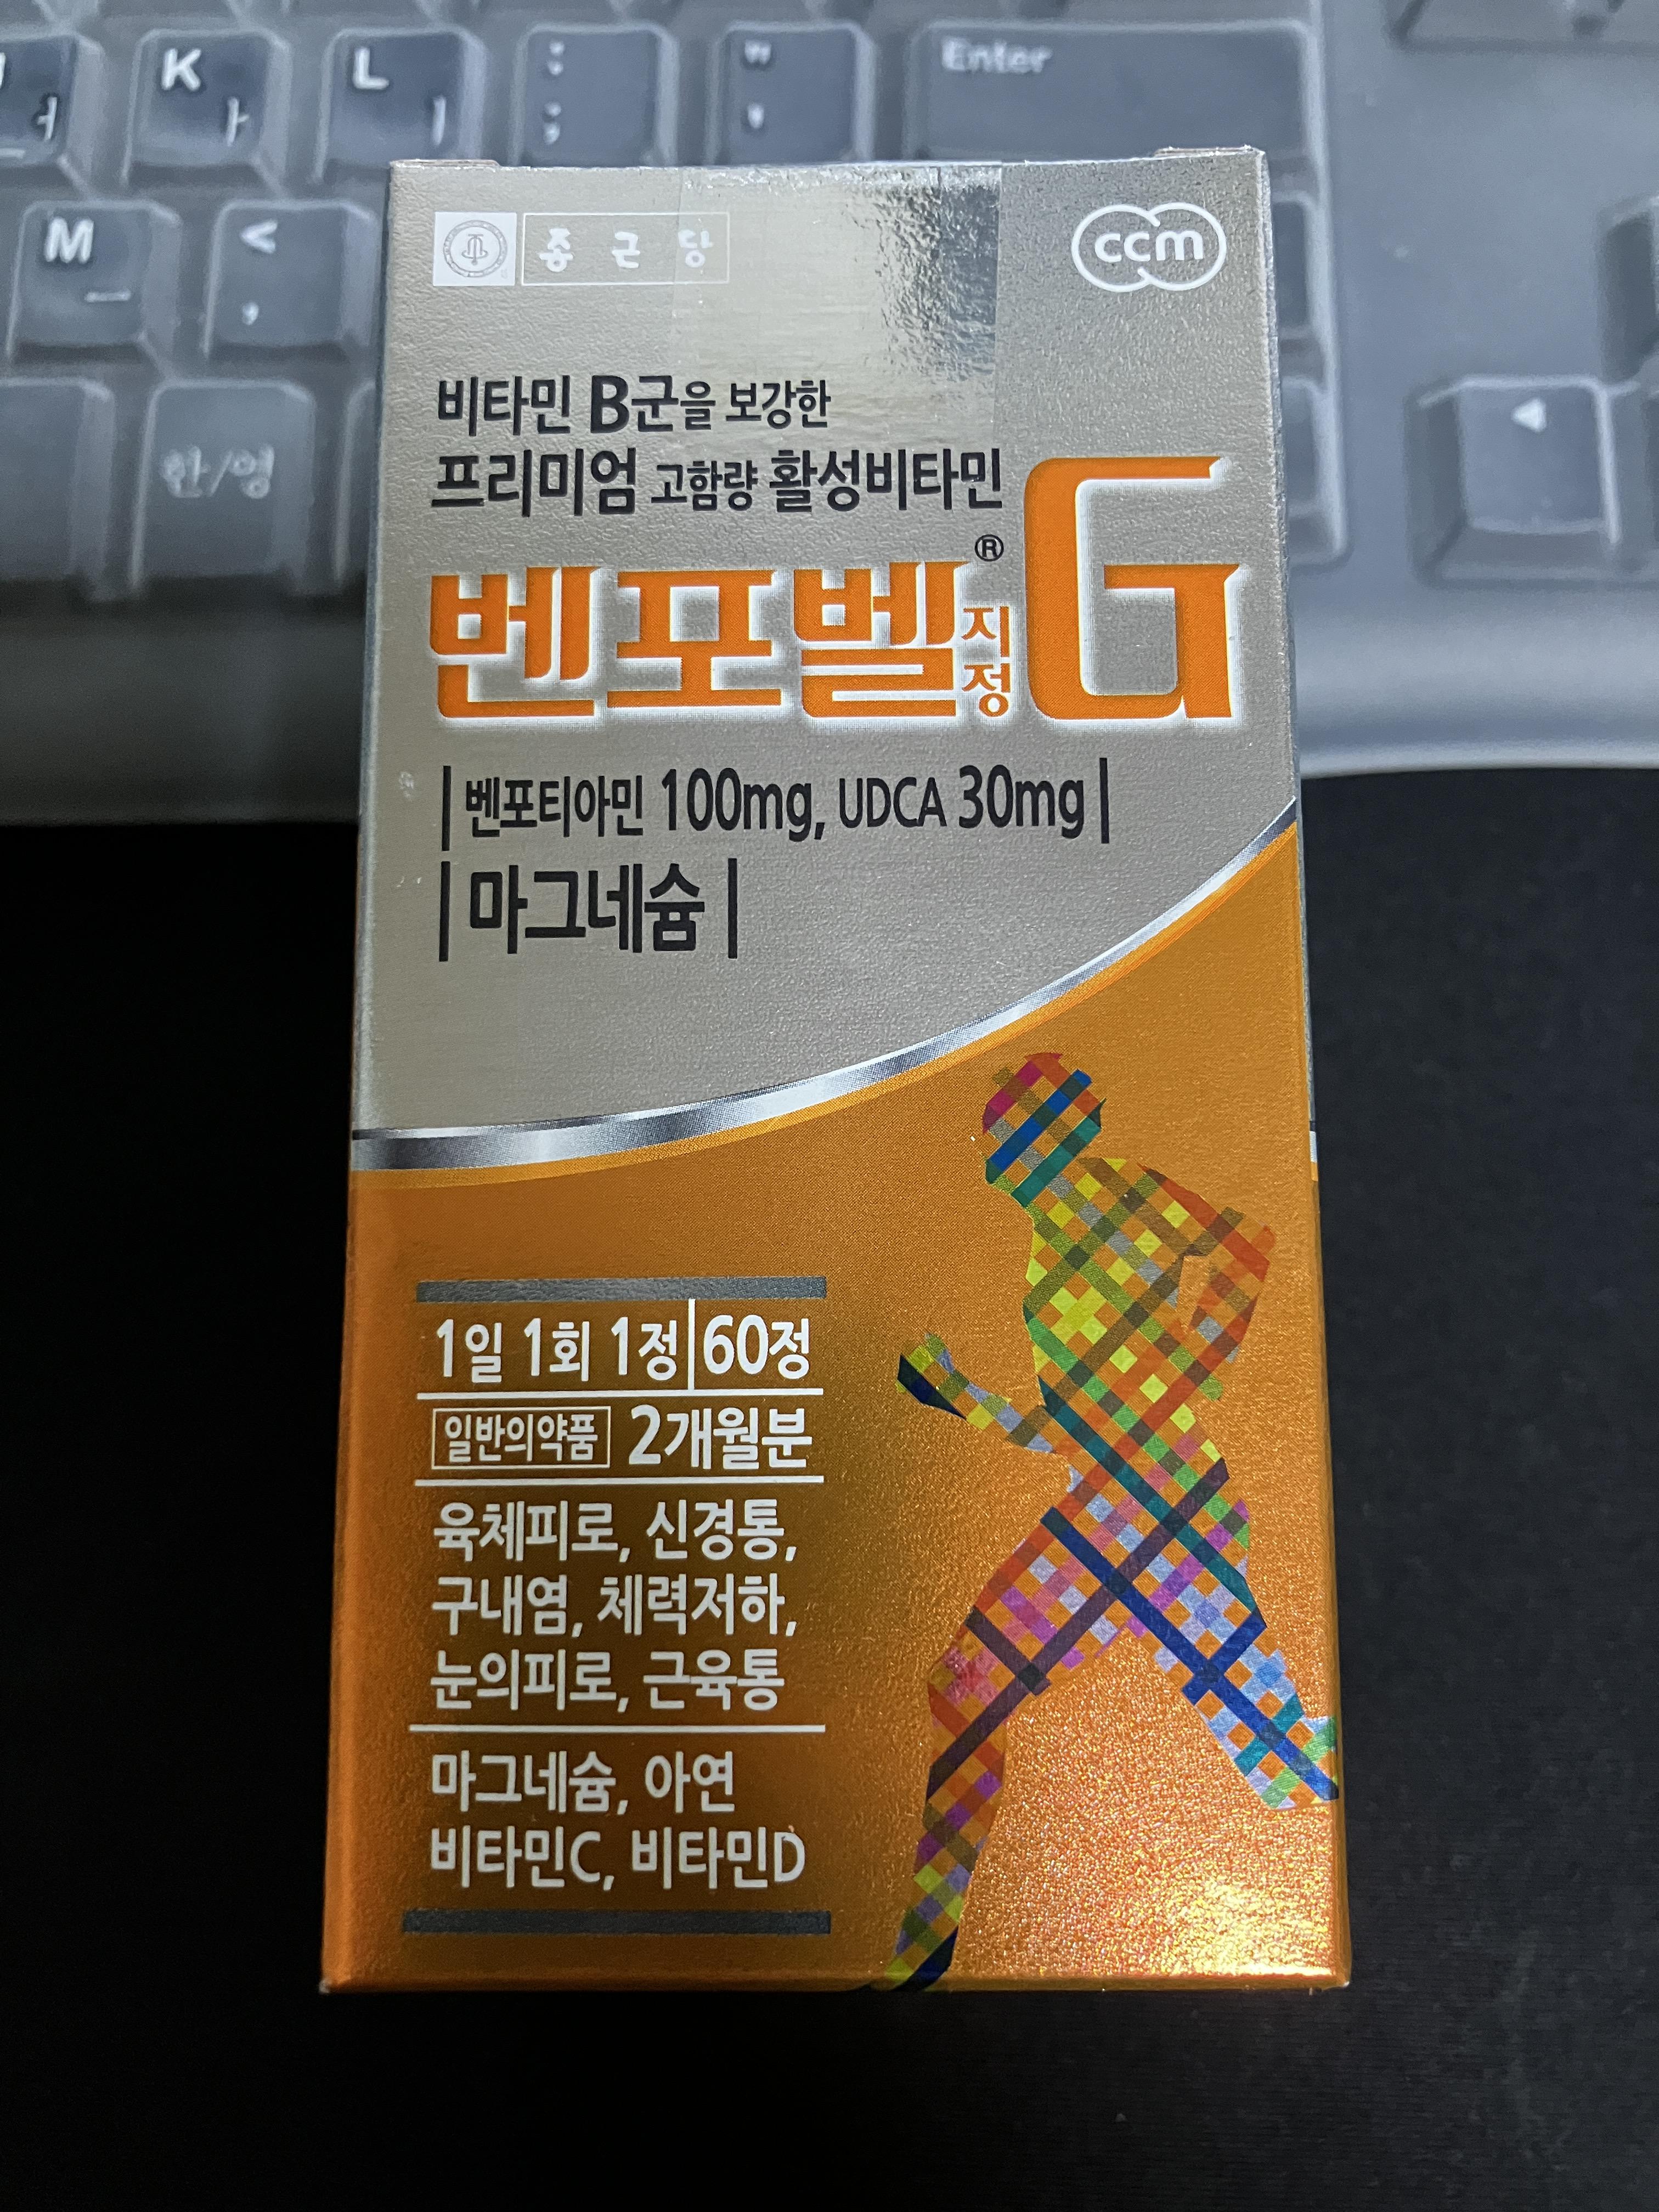 K
ㅏ
L
ㅣ
Enter
M
ㅡ
<
,
한/영
종근당
ccm
비타민 B군을 보강한
프리미엄 고함량 활성비타민
벤포벨® 지정 G
|벤포티아민 100mg, UDCA 30mg|
|마그네슘|
1일 1회 1정|60정
일반의약품 2개월분
육체피로, 신경통,
구내염, 체력저하,
눈의피로, 근육통
마그네슘, 아연
비타민C, 비타민D